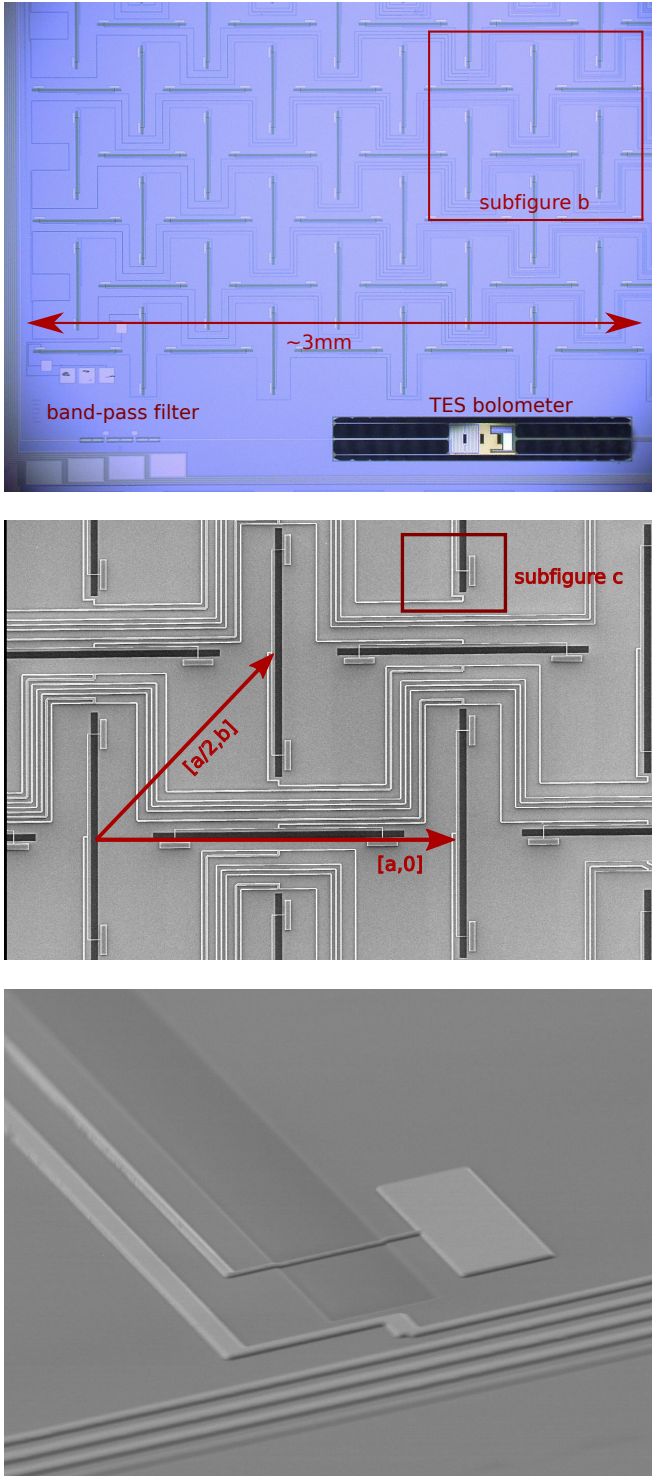 subfigure b
~3mm
band-pass filter
TES bolometer
subfigure c
[a/2,b]
[a,0]